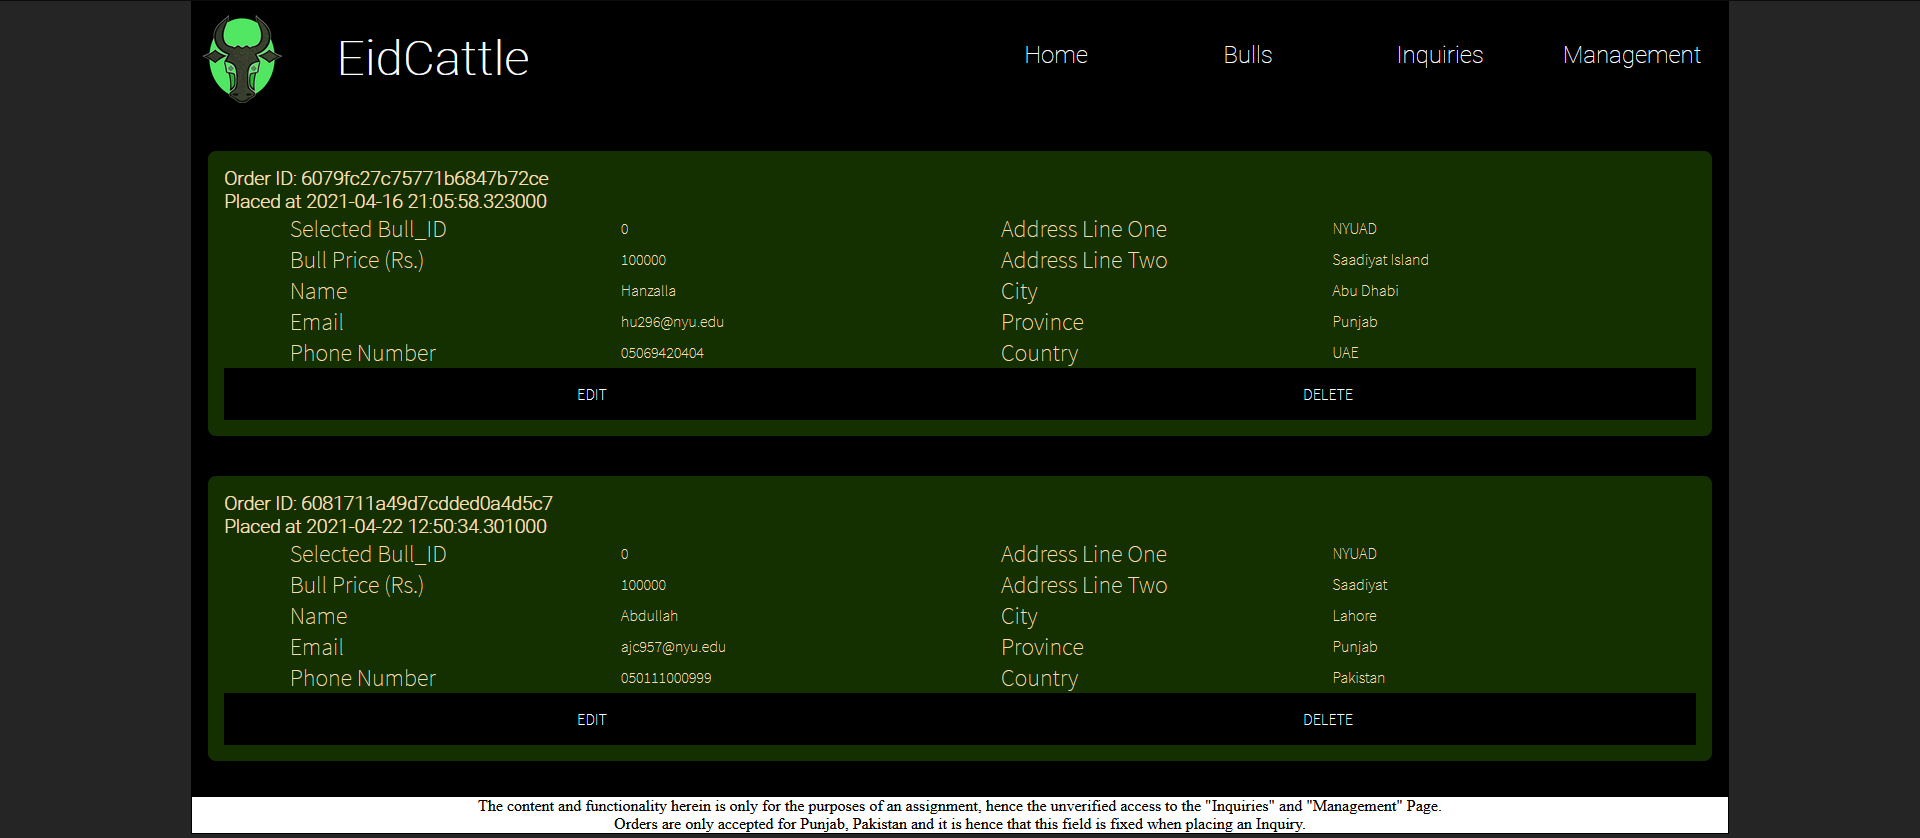 EidCattle
Home Bulls Inquiries Management
Order ID: 6079fc27c75771b6847b72ce
Placed at 2021-04-16 21:05:58.323000
Selected Bull_ID 0 Address Line One NYUAD
Bull Price (Rs.) 100000 Address Line Two Saadiyat Island
Name Hanzalla City Abu Dhabi
Email hu296@nyu.edu Province Punjab
Phone Number 05069420404 Country UAE
EDIT DELETE
Order ID: 6081711a49d7cdded0a4d5c7
Placed at 2021-04-22 12:50:34.301000
Selected Bull_ID 0 Address Line One NYUAD
Bull Price (Rs.) 100000 Address Line Two Saadiyat
Name Abdullah City Lahore
Email ajc957@nyu.edu Province Punjab
Phone Number 050111000999 Country Pakistan
EDIT DELETE
The content and functionality herein is only for the purposes of an assignment, hence the unverified access to the "Inquiries" and "Management" Page.
Orders are only accepted for Punjab, Pakistan and it is hence that this field is fixed when placing an Inquiry.